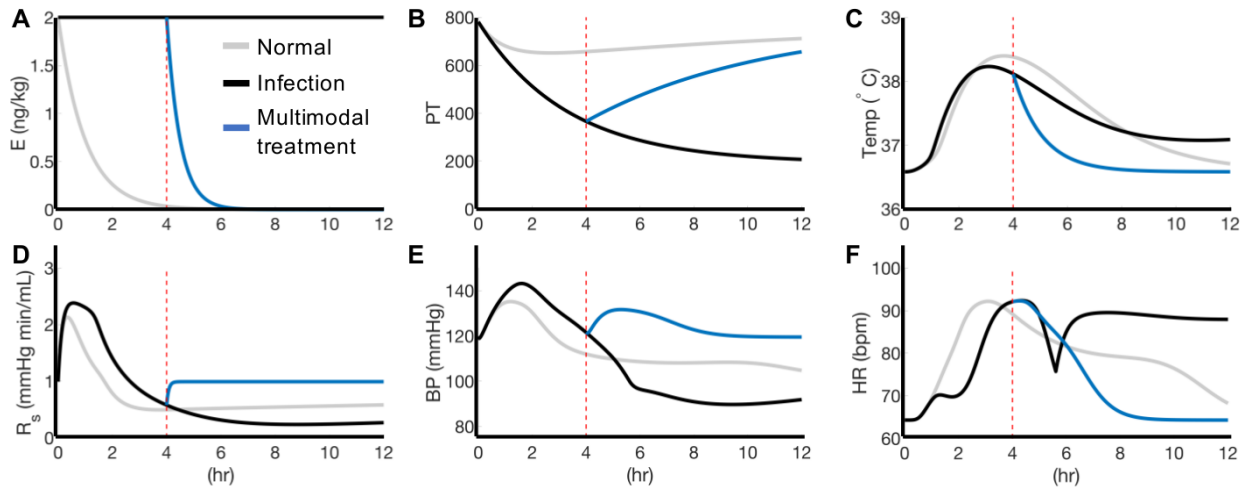 A
E (ng/kg)
2
1.5
1
0.5
0
0 2 4 6 8 10 12
Normal
Infection
Multimodal
treatment
B
PT
800
600
400
200
0
0 2 4 6 8 10 12
C
Temp (° C)
38
37
36
0 2 4 6 8 10 12
D
Rs (mmHg min/mL)
3
2
1
0
0 2 4 6 8 10 12
(hr)
E
BP (mmHg)
140
120
100
80
0 2 4 6 8 10 12
(hr)
F
HR (bpm)
100
90
80
70
60
0 2 4 6 8 10 12
(hr)